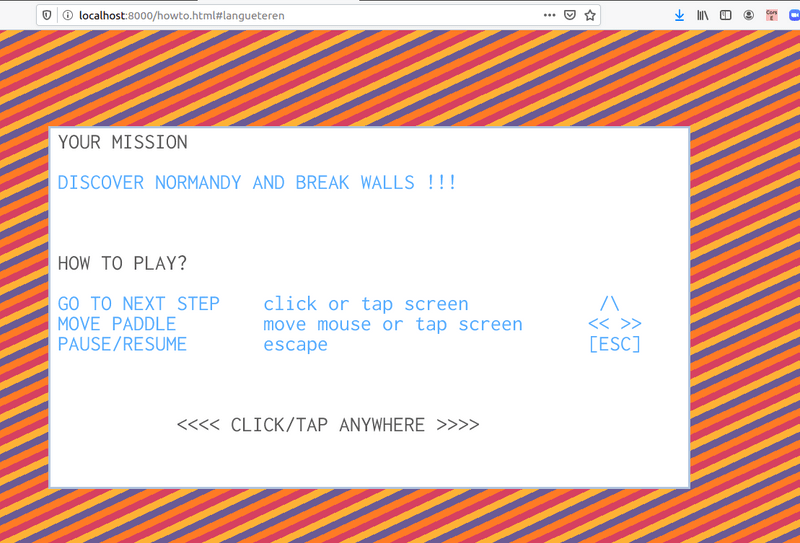 localhost:8000/howto.html#langueteren
YOUR MISSION
DISCOVER NORMANDY AND BREAK WALLS !!!
HOW TO PLAY?
GO TO NEXT STEP click or tap screen /\
MOVE PADDLE move mouse or tap screen << >>
PAUSE/RESUME escape [ESC]
<<<< CLICK/TAP ANYWHERE >>>>